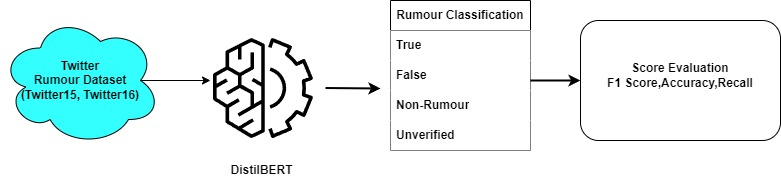 Twitter
Rumour Dataset
(Twitter15, Twitter16)
DistilBERT
Rumour Classification
True
False
Non-Rumour
Unverified
Score Evaluation
F1 Score,Accuracy,Recall